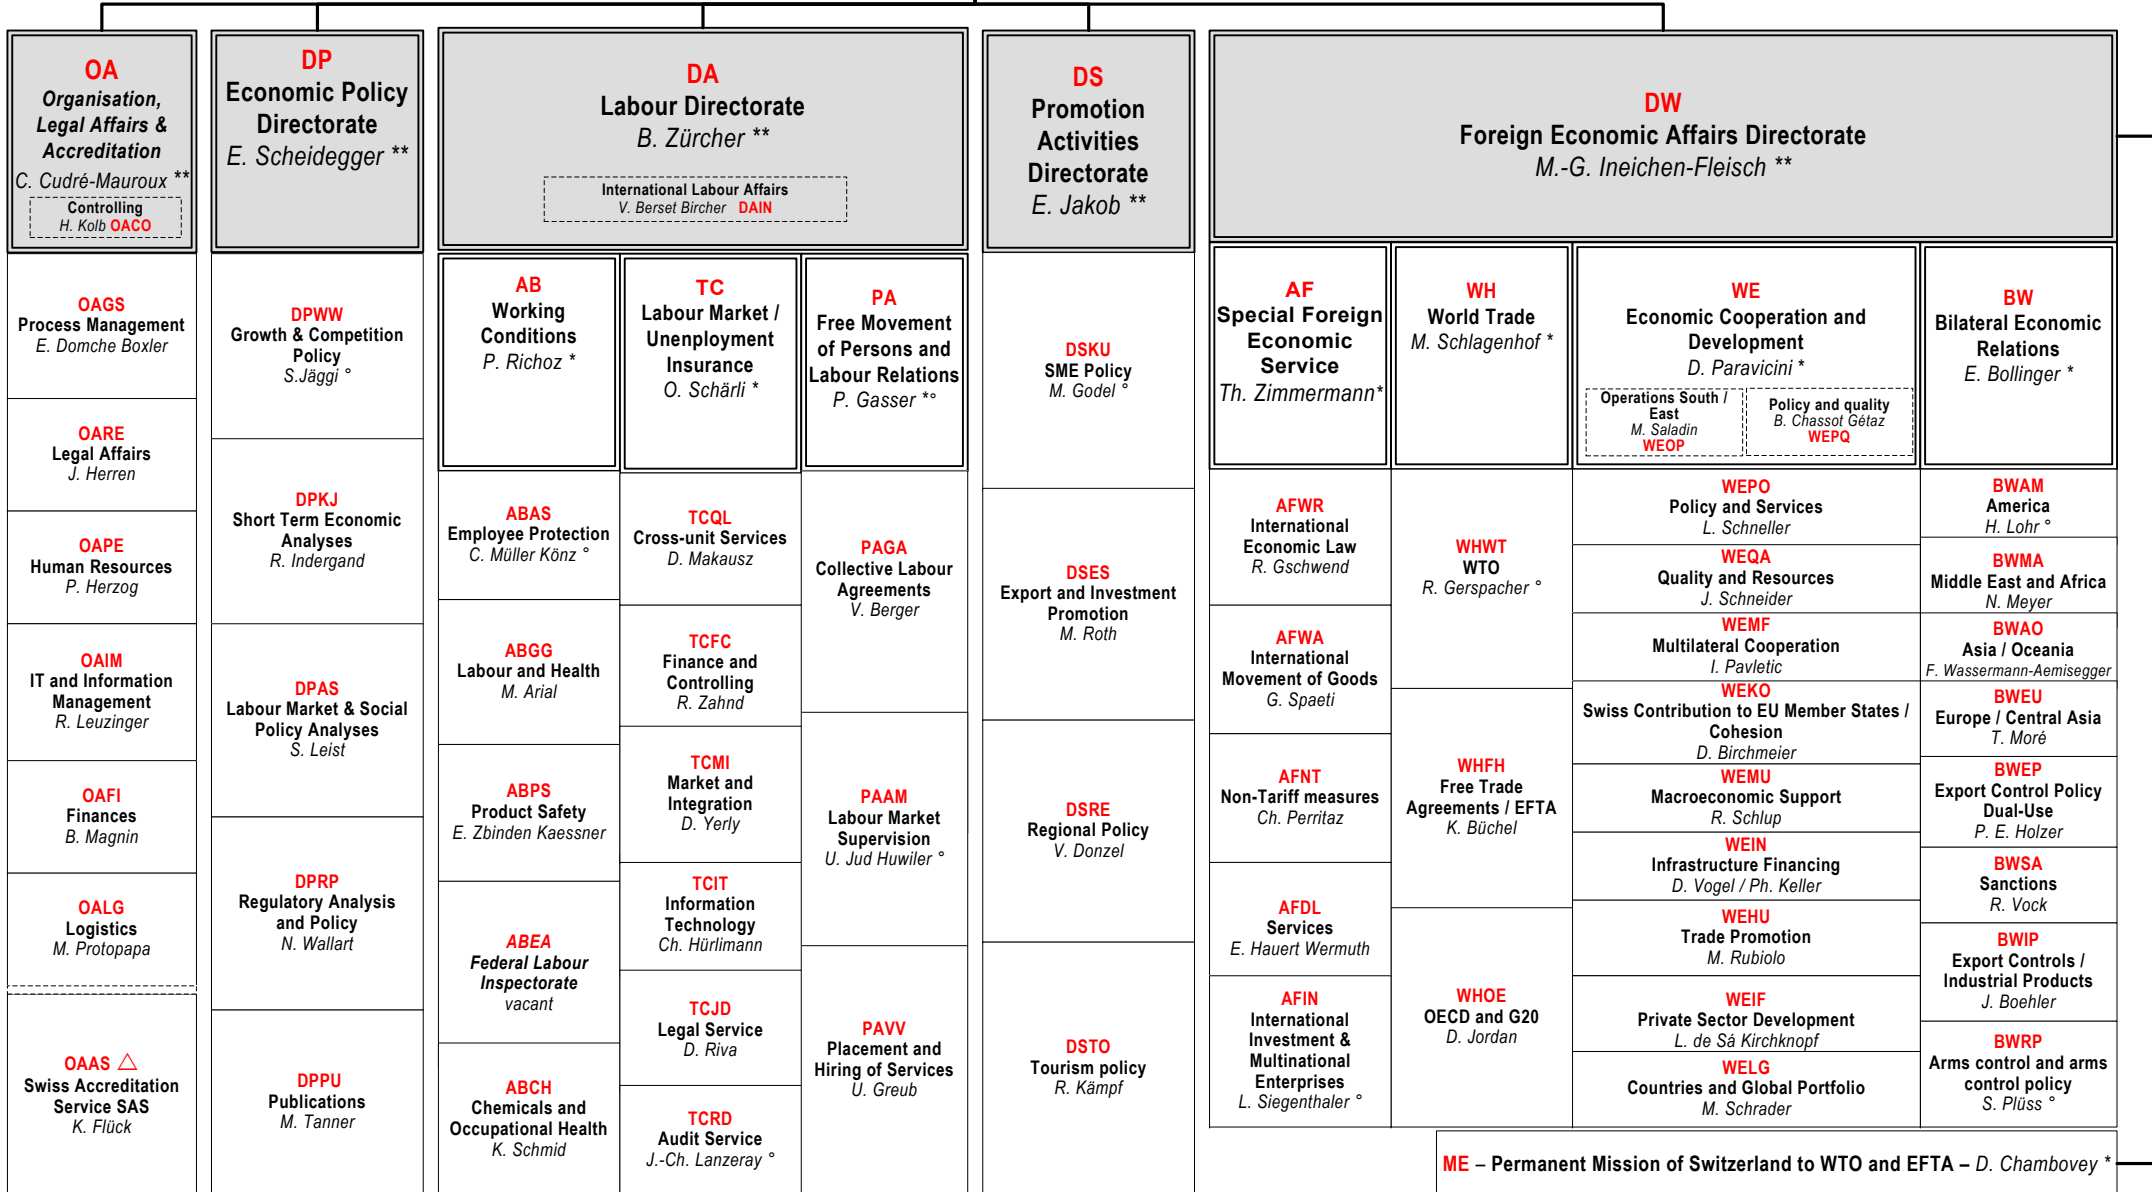 OA
Organisation,
Legal Affairs &
Accreditation
C. Cudré-Mauroux **
Controlling
H. Kolb OACO
OAGS
Process Management
E. Domche Boxler
OARE
Legal Affairs
J. Herren
OAPE
Human Resources
P. Herzog
OAIM
IT and Information
Management
R. Leuzinger
OAFI
Finances
B. Magnin
OALG
Logistics
M. Protopapa
OAAS △
Swiss Accreditation
Service SAS
K. Flück
DP
Economic Policy
Directorate
E. Scheidegger **
DPWW
Growth & Competition
Policy
S.Jäggi °
DPKJ
Short Term Economic
Analyses
R. Indergand
DPAS
Labour Market & Social
Policy Analyses
S. Leist
DPRP
Regulatory Analysis
and Policy
N. Wallart
DPPU
Publications
M. Tanner
DA
Labour Directorate
B. Zürcher **
International Labour Affairs
V. Berset Bircher DAIN
AB
Working
Conditions
P. Richoz *
ABAS
Employee Protection
C. Müller Könz °
ABGG
Labour and Health
M. Arial
ABPS
Product Safety
E. Zbinden Kaessner
ABEA
Federal Labour
Inspectorate
vacant
ABCH
Chemicals and
Occupational Health
K. Schmid
TC
Labour Market /
Unenployment
Insurance
O. Schärli *
TCQL
Cross-unit Services
D. Makausz
TCFC
Finance and
Controlling
R. Zahnd
TCMI
Market and
Integration
D. Yerly
TCIT
Information
Technology
Ch. Hürlimann
TCJD
Legal Service
D. Riva
TCRD
Audit Service
J.-Ch. Lanzeray °
PA
Free Movement
of Persons and
Labour Relations
P. Gasser *°
PAGA
Collective Labour
Agreements
V. Berger
PAAM
Labour Market
Supervision
U. Jud Huwiler °
PAVV
Placement and
Hiring of Services
U. Greub
DS
Promotion
Activities
Directorate
E. Jakob **
DSKU
SME Policy
M. Godel °
DSES
Export and Investment
Promotion
M. Roth
DSRE
Regional Policy
V. Donzel
DSTO
Tourism policy
R. Kämpf
DW
Foreign Economic Affairs Directorate
M.-G. Ineichen-Fleisch **
AF
Special Foreign
Economic
Service
Th. Zimmermann*
AFWR
International
Economic Law
R. Gschwend
AFWA
International
Movement of Goods
G. Spaeti
AFNT
Non-Tariff measures
Ch. Perritaz
AFDL
Services
E. Hauert Wermuth
AFIN
International
Investment &
Multinational
Enterprises
L. Siegenthaler °
WH
World Trade
M. Schlagenhof *
WHWT
WTO
R. Gerspacher °
WHFH
Free Trade
Agreements / EFTA
K. Büchel
WHOE
OECD and G20
D. Jordan
WE
Economic Cooperation and
Development
D. Paravicini *
Operations South /
East
M. Saladin
WEOP
Policy and quality
B. Chassot Gétaz
WEPQ
WEPO
Policy and Services
L. Schneller
WEQA
Quality and Resources
J. Schneider
WEMF
Multilateral Cooperation
I. Pavletic
WEKO
Swiss Contribution to EU Member States /
Cohesion
D. Birchmeier
WEMU
Macroeconomic Support
R. Schlup
WEIN
Infrastructure Financing
D. Vogel / Ph. Keller
WEHU
Trade Promotion
M. Rubiolo
WEIF
Private Sector Development
L. de Sá Kirchknopf
WELG
Countries and Global Portfolio
M. Schrader
BW
Bilateral Economic
Relations
E. Bollinger *
BWAM
America
H. Lohr °
BWMA
Middle East and Africa
N. Meyer
BWAO
Asia / Oceania
F. Wassermann-Aemisegger
BWEU
Europe / Central Asia
T. Moré
BWEP
Export Control Policy
Dual-Use
P. E. Holzer
BWSA
Sanctions
R. Vock
BWIP
Export Controls /
Industrial Products
J. Boehler
BWRP
Arms control and arms
control policy
S. Plüss °
ME – Permanent Mission of Switzerland to WTO and EFTA – D. Chambovey *